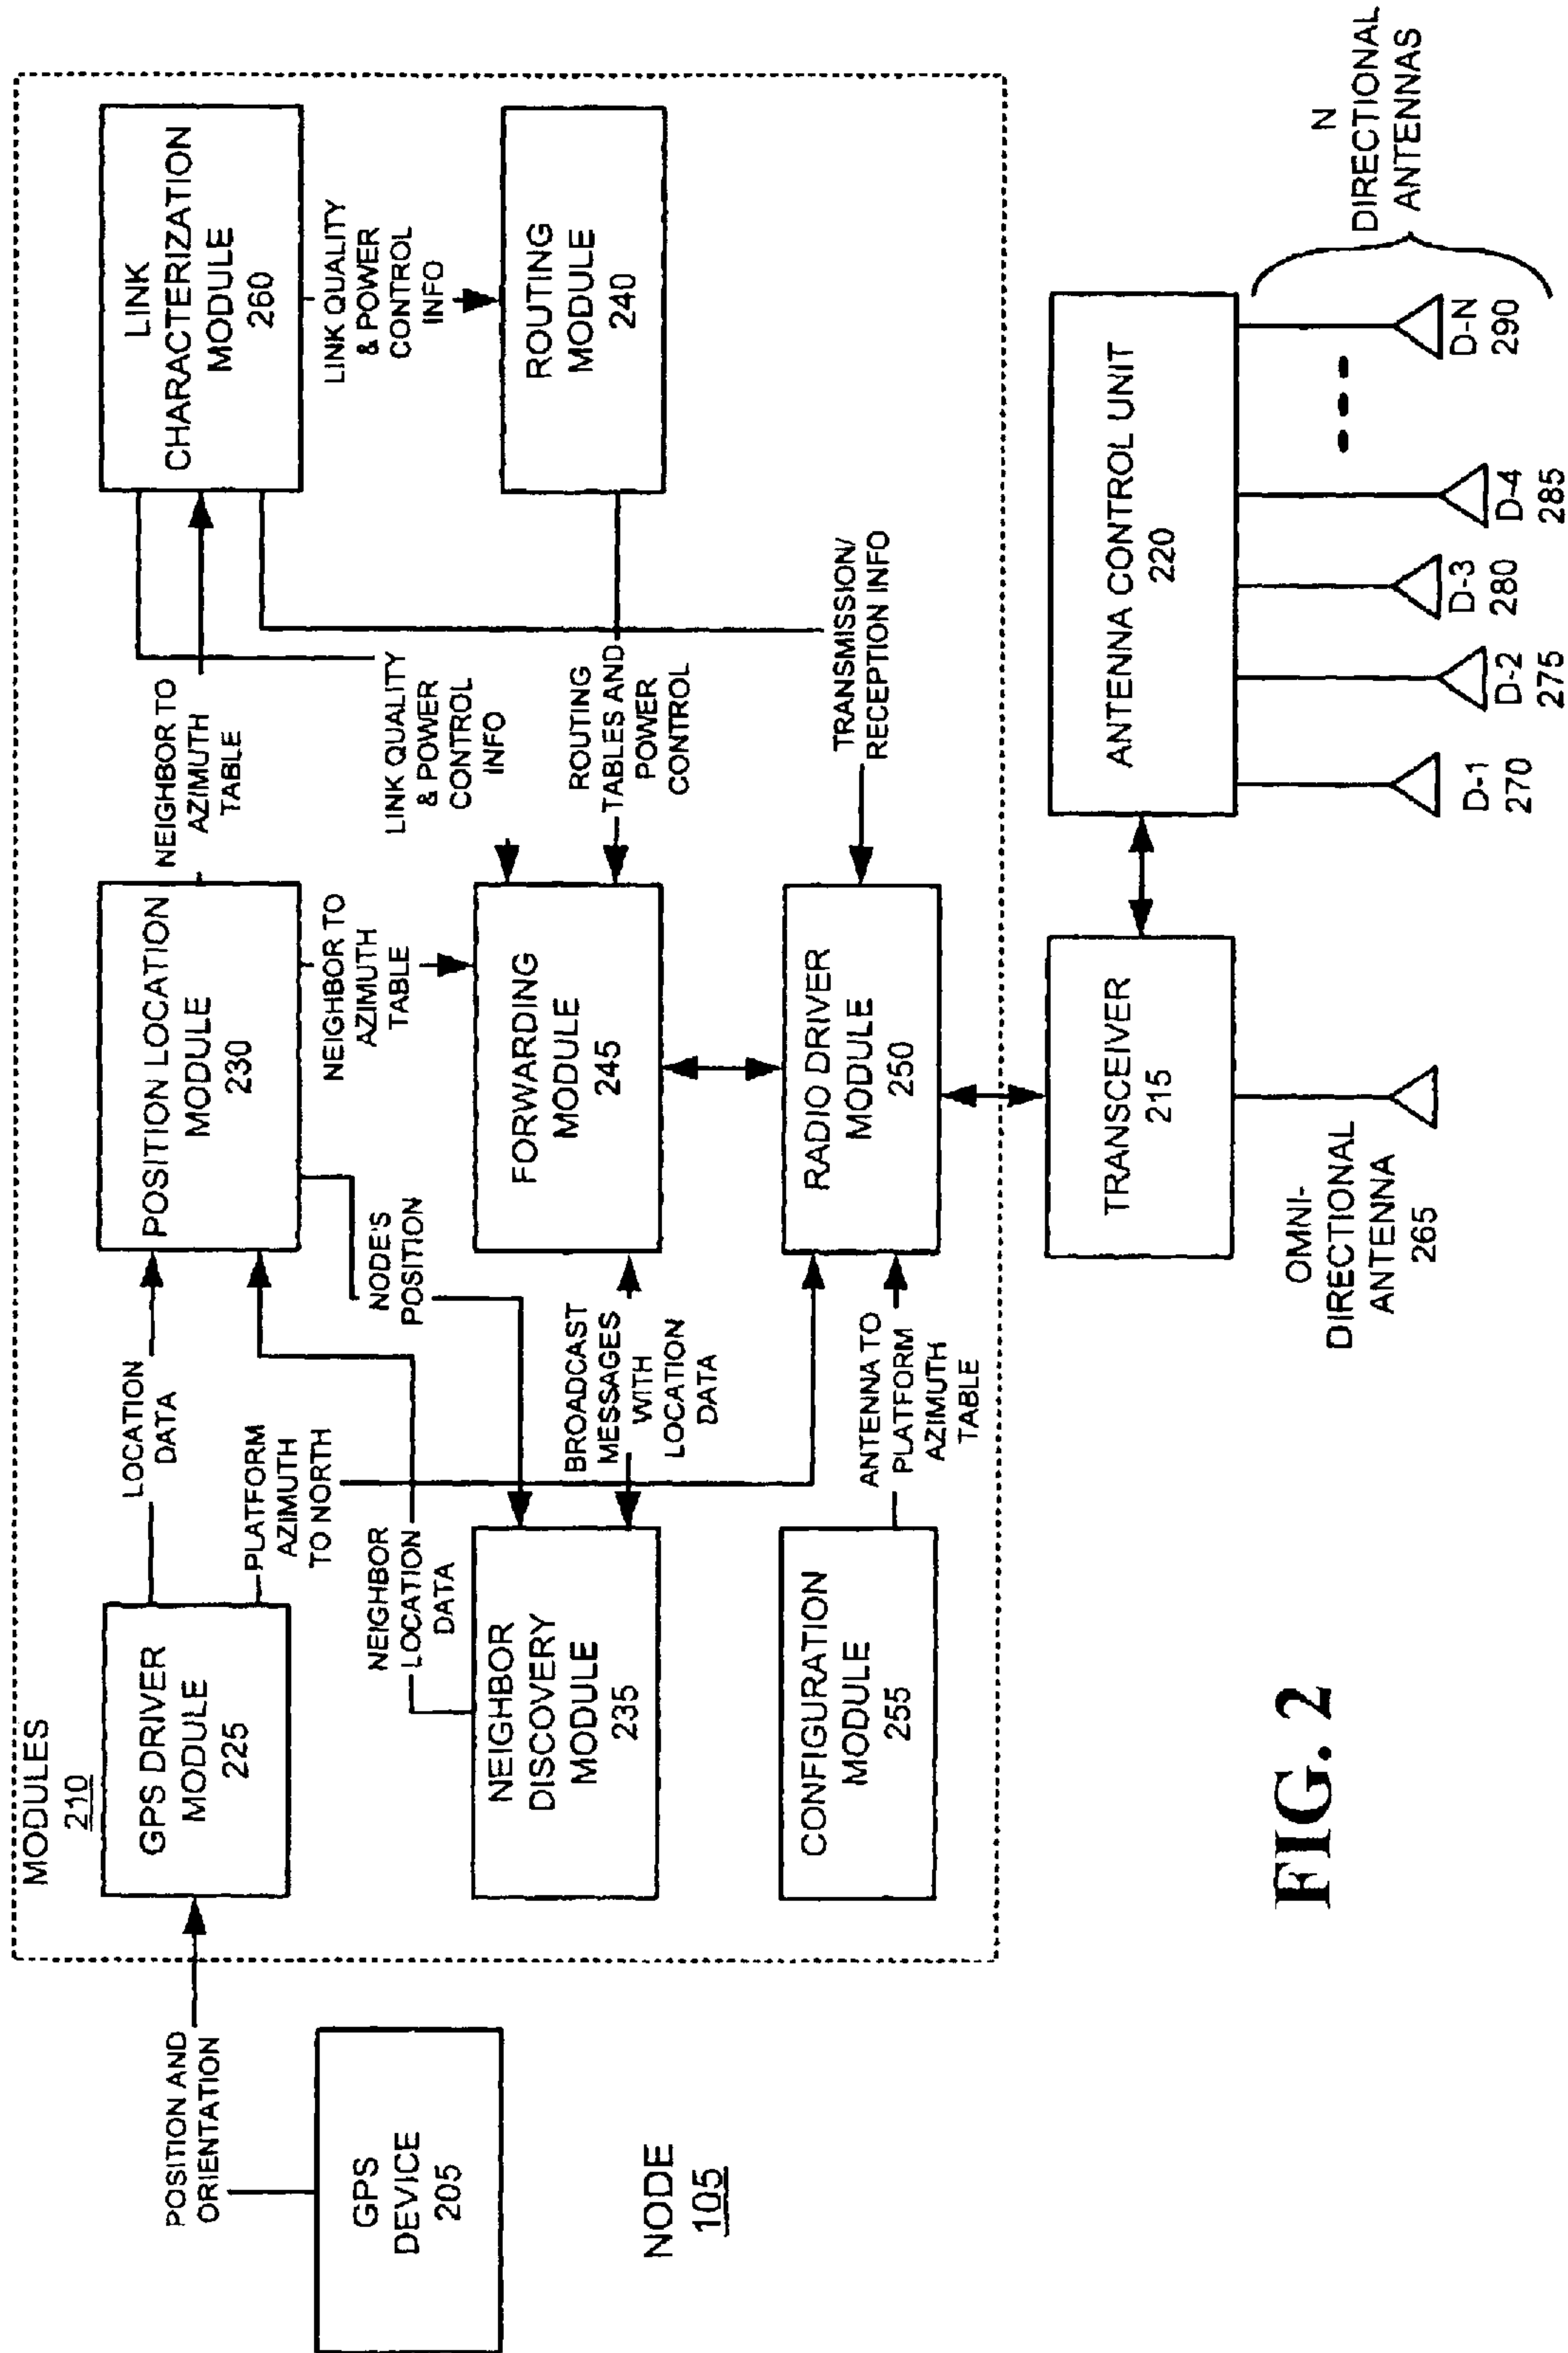 MODULES
210
GPS DRIVER
MODULE
225
LOCATION
DATA
PLATFORM
AZIMUTH
TO NORTH
POSITION LOCATION
MODULE
230
NEIGHBOR TO
AZIMUTH
TABLE
LINK
CHARACTERIZATION
MODULE
260
POSITION AND
ORIENTATION
GPS
DEVICE
205
NEIGHBOR
LOCATION
DATA
NODE'S
POSITION
NEIGHBOR TO
AZIMUTH
TABLE
LINK QUALITY
& POWER
CONTROL
INFO
LINK QUALITY
& POWER
CONTROL
INFO
NEIGHBOR
DISCOVERY
MODULE
235
BROADCAST
MESSAGES
WITH
LOCATION
DATA
FORWARDING
MODULE
245
ROUTING
TABLES AND
POWER
CONTROL
ROUTING
MODULE
240
CONFIGURATION
MODULE
255
ANTENNA TO
PLATFORM
AZIMUTH
TABLE
RADIO DRIVER
MODULE
250
TRANSMISSION/
RECEPTION INFO
NODE
105
TRANSCEIVER
215
ANTENNA CONTROL UNIT
220
OMNI-
DIRECTIONAL
ANTENNA
265
D-1
270
D-2
275
D-3
280
D-4
285
D-N
290
N
DIRECTIONAL
ANTENNAS
FIG. 2